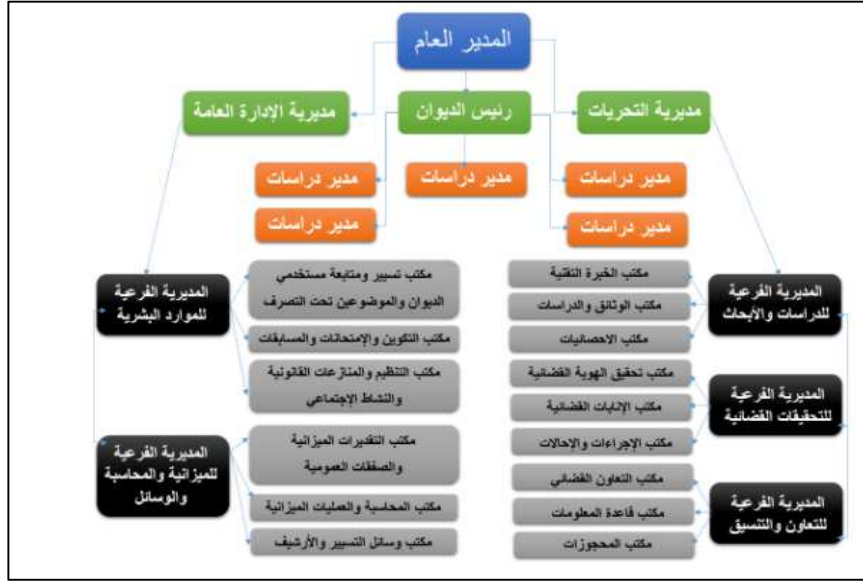 المدير العام
مديرية التحريات
رئيس الديوان
مديرية الإدارة العامة
مدير دراسات
مدير دراسات
مدير دراسات
مدير دراسات
مدير دراسات
المديرية الفرعية
للدراسات والأبحاث
مكتب الخبرة التقنية
مكتب الوثائق والدراسات
مكتب الاحصائيات
المديرية الفرعية
للتحقيقات القضائية
مكتب تحقيق الهوية القضائية
مكتب الإنابات القضائية
مكتب الإجراءات والإحالات
المديرية الفرعية
للتعاون والتنسيق
مكتب التعاون القضائي
مكتب قاعدة المعلومات
مكتب المحجوزات
المديرية الفرعية
للموارد البشرية
مكتب تسيير ومتابعة مستخدمي
الديوان والموضوعين تحت التصرف
مكتب التكوين والإمتحانات والمسابقات
مكتب التنظيم والمنازعات القانونية
والنشاط الإجتماعي
المديرية الفرعية
للميزانية والمحاسبة
والوسائل
مكتب التقديرات الميزانية
والصفقات العمومية
مكتب المحاسبة والعمليات الميزانية
مكتب وسائل التسيير والأرشيف